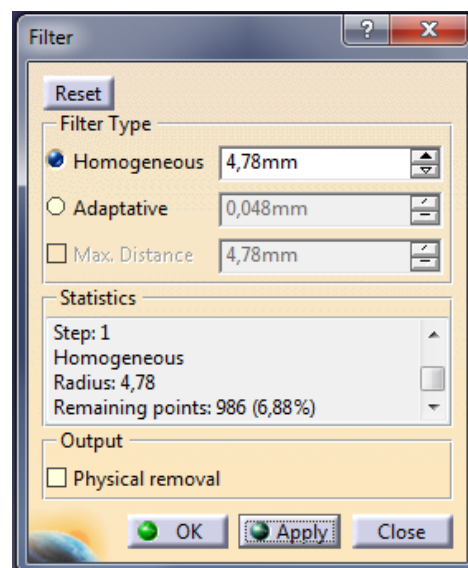 Filter
?
X
Reset
Filter Type
Homogeneous 4,78mm
Adaptative 0,048mm
Max. Distance 4,78mm
Statistics
Step: 1
Homogeneous
Radius: 4,78
Remaining points: 986 (6,88%)
Output
Physical removal
OK Apply Close